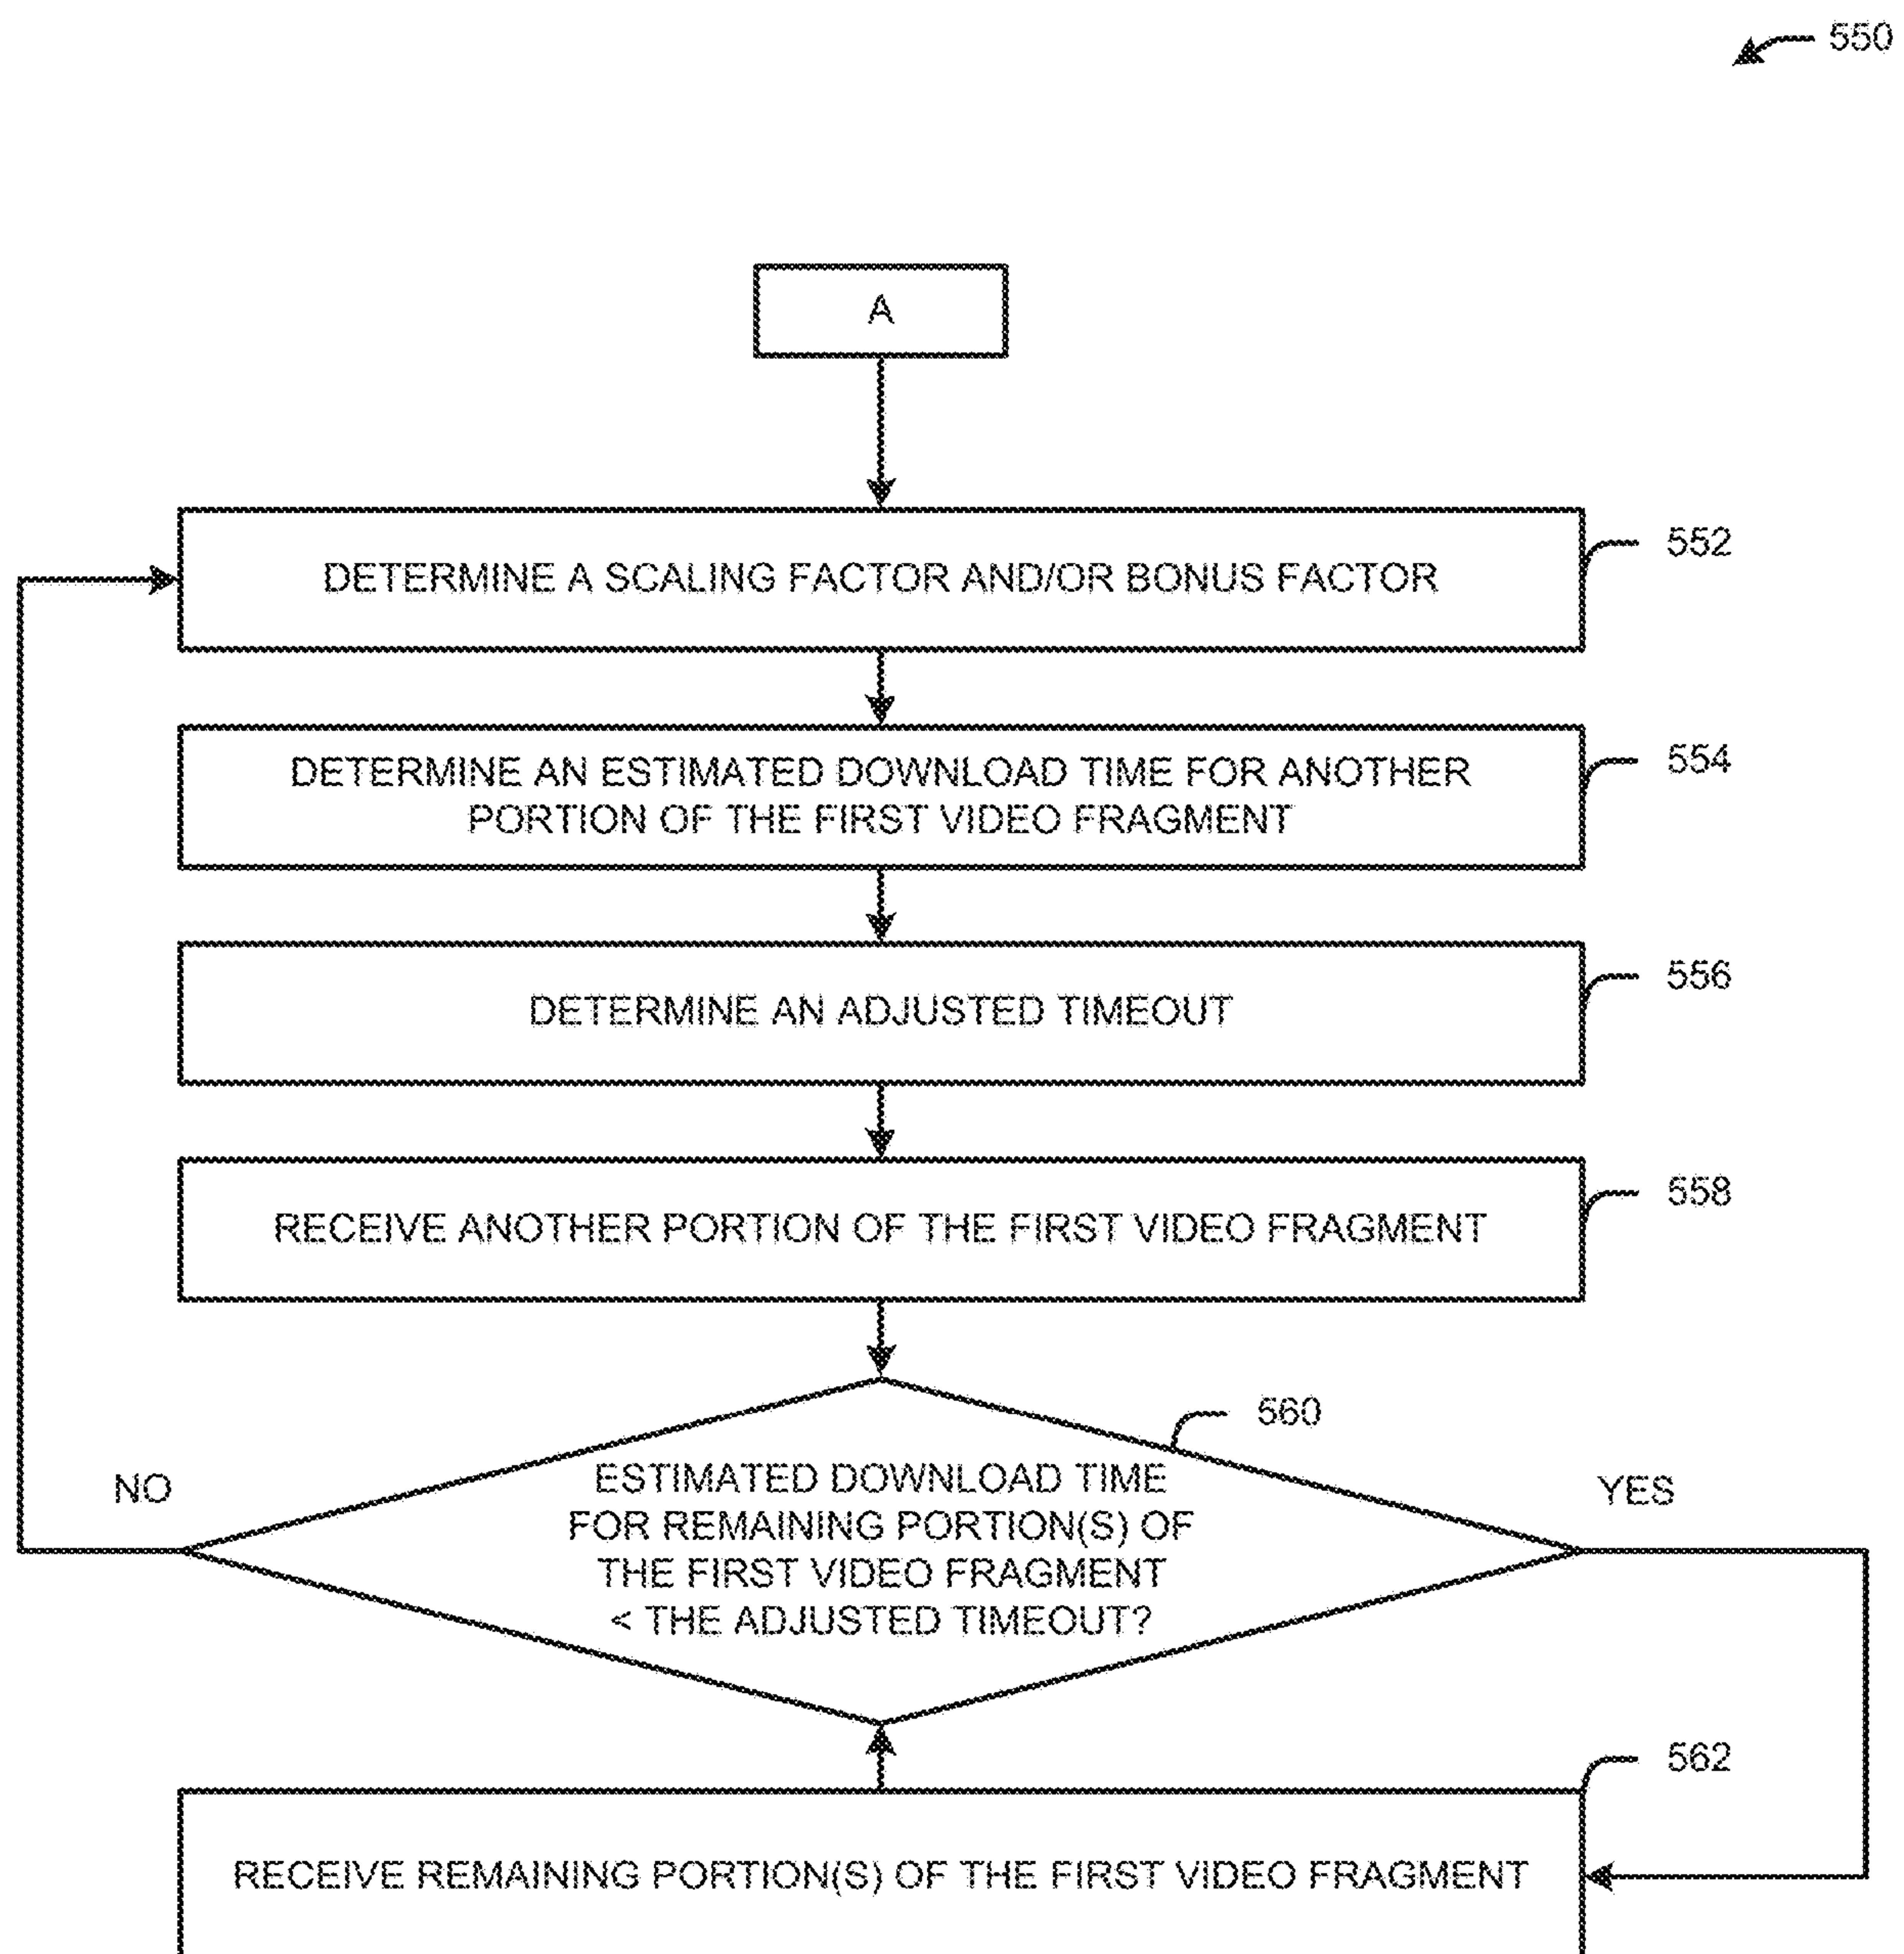 550
A
DETERMINE A SCALING FACTOR AND/OR BONUS FACTOR
552
DETERMINE AN ESTIMATED DOWNLOAD TIME FOR ANOTHER
PORTION OF THE FIRST VIDEO FRAGMENT
554
DETERMINE AN ADJUSTED TIMEOUT
556
RECEIVE ANOTHER PORTION OF THE FIRST VIDEO FRAGMENT
558
560
ESTIMATED DOWNLOAD TIME
FOR REMAINING PORTION(S) OF
THE FIRST VIDEO FRAGMENT
< THE ADJUSTED TIMEOUT?
NO
YES
562
RECEIVE REMAINING PORTION(S) OF THE FIRST VIDEO FRAGMENT